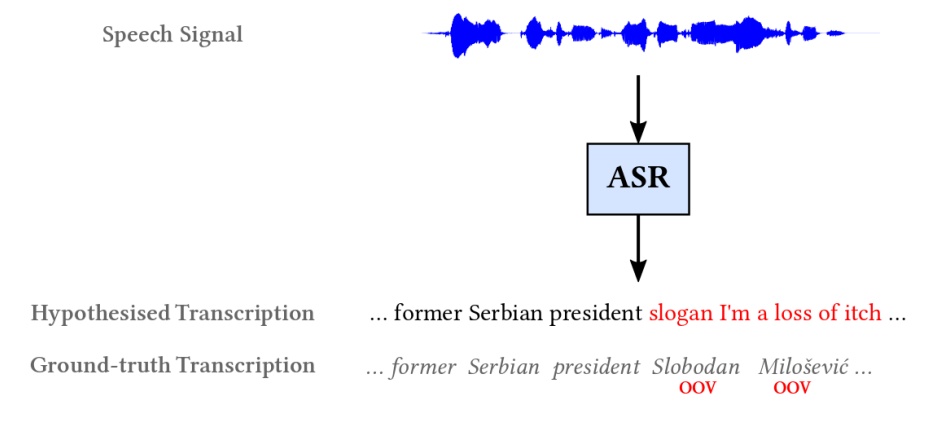 Speech Signal
ASR
Hypothesised Transcription ... former Serbian president slogan I'm a loss of itch ...
Ground-truth Transcription ... former Serbian president Slobodan Milošević ...
OOV OOV